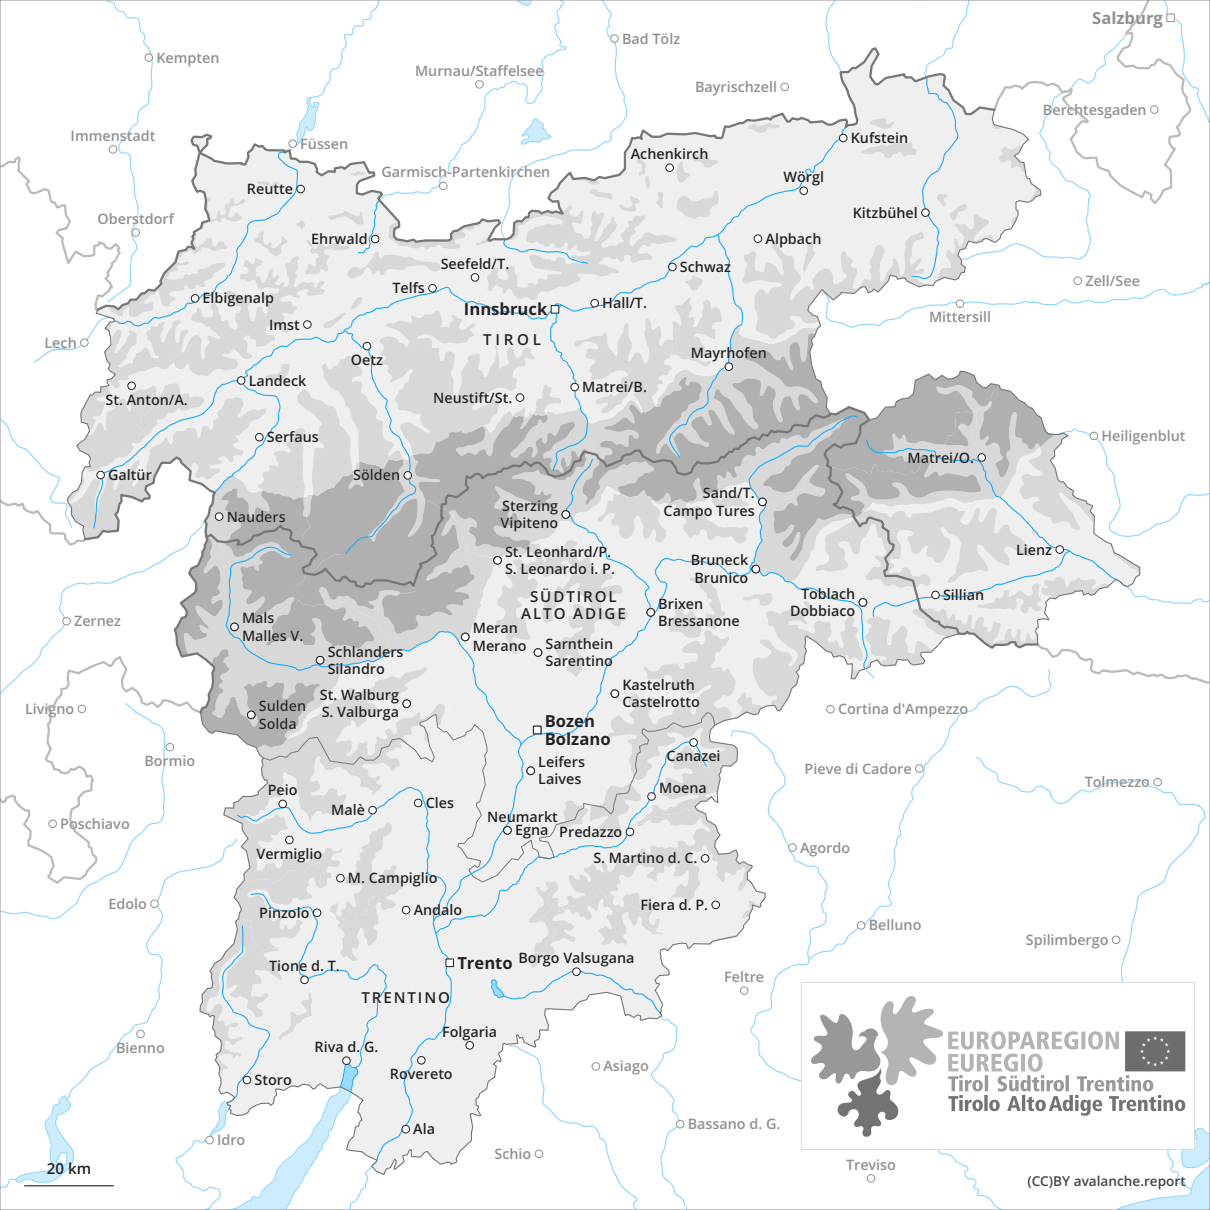 Salzburg
Bad Tölz
Kempten
Murnau/Staffelsee
Bayrischzell
Berchtesgaden
Immenstadt
Füssen
Kufstein
Achenkirch
Garmisch-Partenkirchen
Wörgl
Reutte
Oberstdorf
Kitzbühel
Ehrwald
Alpbach
Seefeld/T.
Schwaz
Zell/See
Telfs
Elbigenalp
Hall/T.
Innsbruck
Mittersill
Imst
TIROL
Lech
Mayrhofen
Oetz
Landeck
Matrei/B.
St. Anton/A.
Neustift/St.
Serfaus
Heiligenblut
Matrei/O.
Galtür
Sölden
Sand/T.
Campo Tures
Sterzing
Vipiteno
Nauders
Lienz
St. Leonhard/P.
S. Leonardo i. P.
Bruneck
Brunico
SÜDTIROL
ALTO ADIGE
Toblach
Dobbiaco
Sillian
Brixen
Bressanone
Zernez
Mals
Malles V.
Meran
Merano
Sarnthein
Sarentino
Schlanders
Silandro
Kastelruth
Castelrotto
St. Walburg
S. Valburga
Livigno
Sulden
Solda
Cortina d'Ampezzo
Bozen
Bolzano
Bormio
Canazei
Leifers
Laives
Pieve di Cadore
Tolmezzo
Peio
Moena
Malè
Cles
Neumarkt
Egna
Predazzo
Poschiavo
Agordo
Vermiglio
S. Martino d. C.
M. Campiglio
Edolo
Pinzolo
Andalo
Fiera d. P.
Belluno
Spilimbergo
Tione d. T.
Trento
Borgo Valsugana
Feltre
TRENTINO
Folgaria
Bienno
Riva d. G.
Rovereto
Asiago
Storo
EUROPAREGION
EUREGIO
Tirol Südtirol Trentino
Tirolo Alto Adige Trentino
Ala
Idro
Bassano d. G.
Schio
Treviso
20 km
(CC)BY avalanche.report